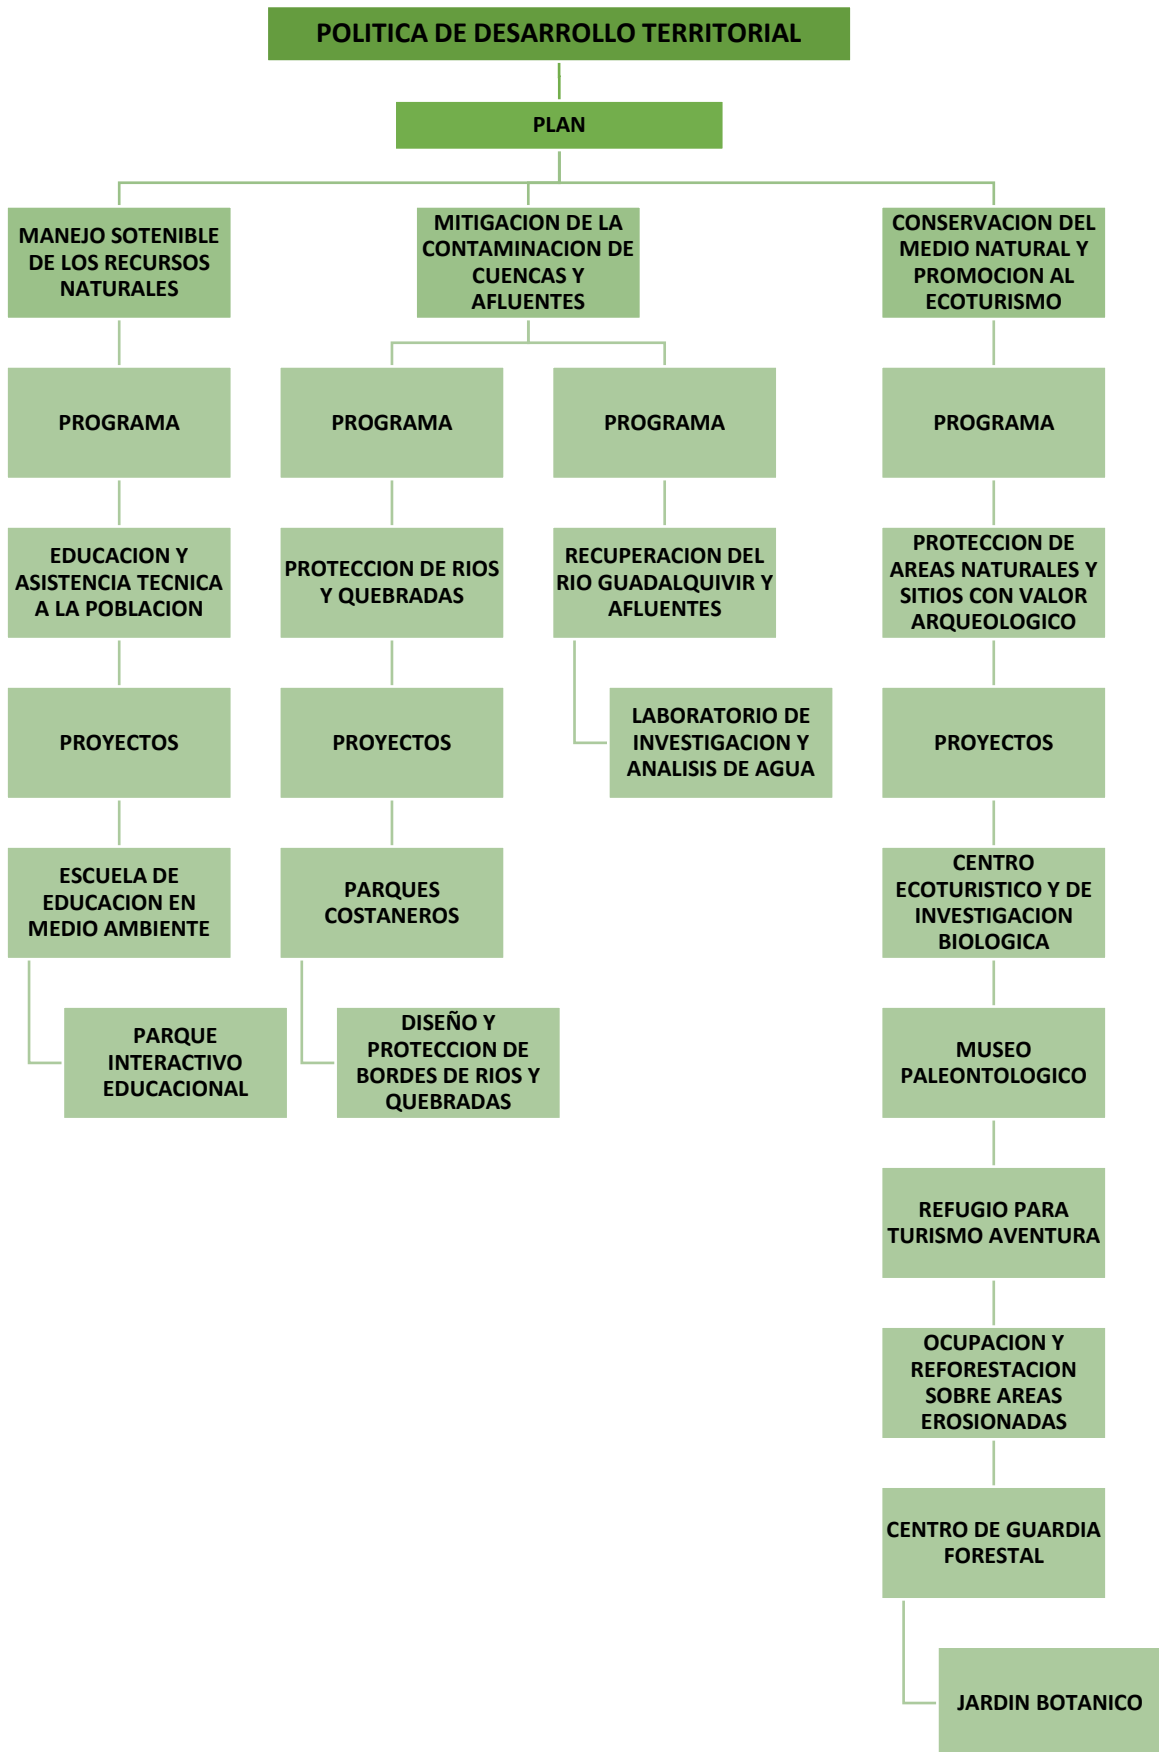 POLITICA DE DESARROLLO TERRITORIAL
PLAN
MANEJO SOTENIBLE
DE LOS RECURSOS
NATURALES
MITIGACION DE LA
CONTAMINACION DE
CUENCAS Y
AFLUENTES
CONSERVACION DEL
MEDIO NATURAL Y
PROMOCION AL
ECOTURISMO
PROGRAMA
PROGRAMA
PROGRAMA
PROGRAMA
EDUCACION Y
ASISTENCIA TECNICA
A LA POBLACION
PROTECCION DE RIOS
Y QUEBRADAS
RECUPERACION DEL
RIO GUADALQUIVIR Y
AFLUENTES
PROTECCION DE
AREAS NATURALES Y
SITIOS CON VALOR
ARQUEOLOGICO
PROYECTOS
PROYECTOS
LABORATORIO DE
INVESTIGACION Y
ANALISIS DE AGUA
PROYECTOS
ESCUELA DE
EDUCACION EN
MEDIO AMBIENTE
PARQUES
COSTANEROS
CENTRO
ECOTURISTICO Y DE
INVESTIGACION
BIOLOGICA
PARQUE
INTERACTIVO
EDUCACIONAL
DISEÑO Y
PROTECCION DE
BORDES DE RIOS Y
QUEBRADAS
MUSEO
PALEONTOLOGICO
REFUGIO PARA
TURISMO AVENTURA
OCUPACION Y
REFORESTACION
SOBRE AREAS
EROSIONADAS
CENTRO DE GUARDIA
FORESTAL
JARDIN BOTANICO